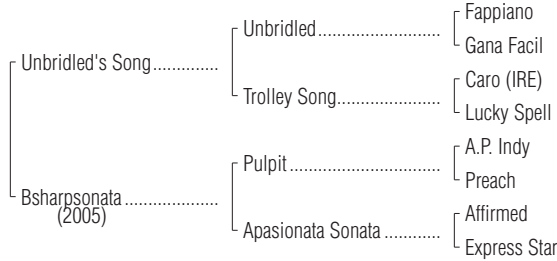 Fappiano
Unbridled..........................
Gana Facil
Unbridled's Song..............
Caro (IRE)
Trolley Song......................
Lucky Spell
A.P. Indy
Pulpit................................
Preach
Bsharpsonata....................
(2005)
Affirmed
Apasionata Sonata............
Express Star